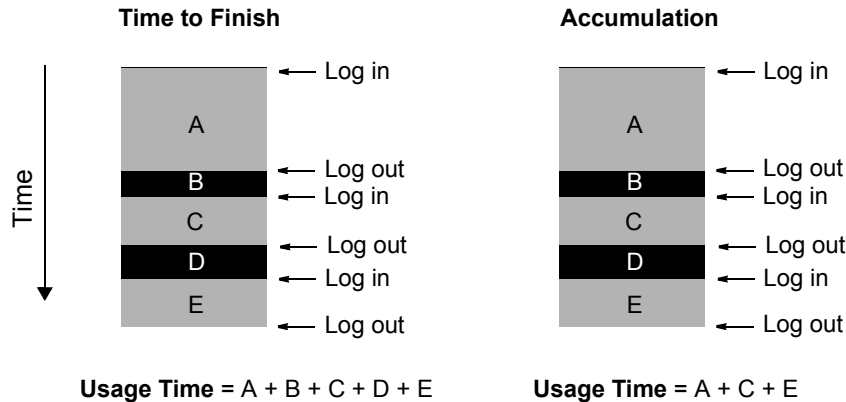 Time to Finish
Accumulation
Time
Log in
A
Log out
B
Log in
C
Log out
D
Log in
E
Log out
Log in
A
Log out
B
Log in
C
Log out
D
Log in
E
Log out
Usage Time = A + B + C + D + E
Usage Time = A + C + E